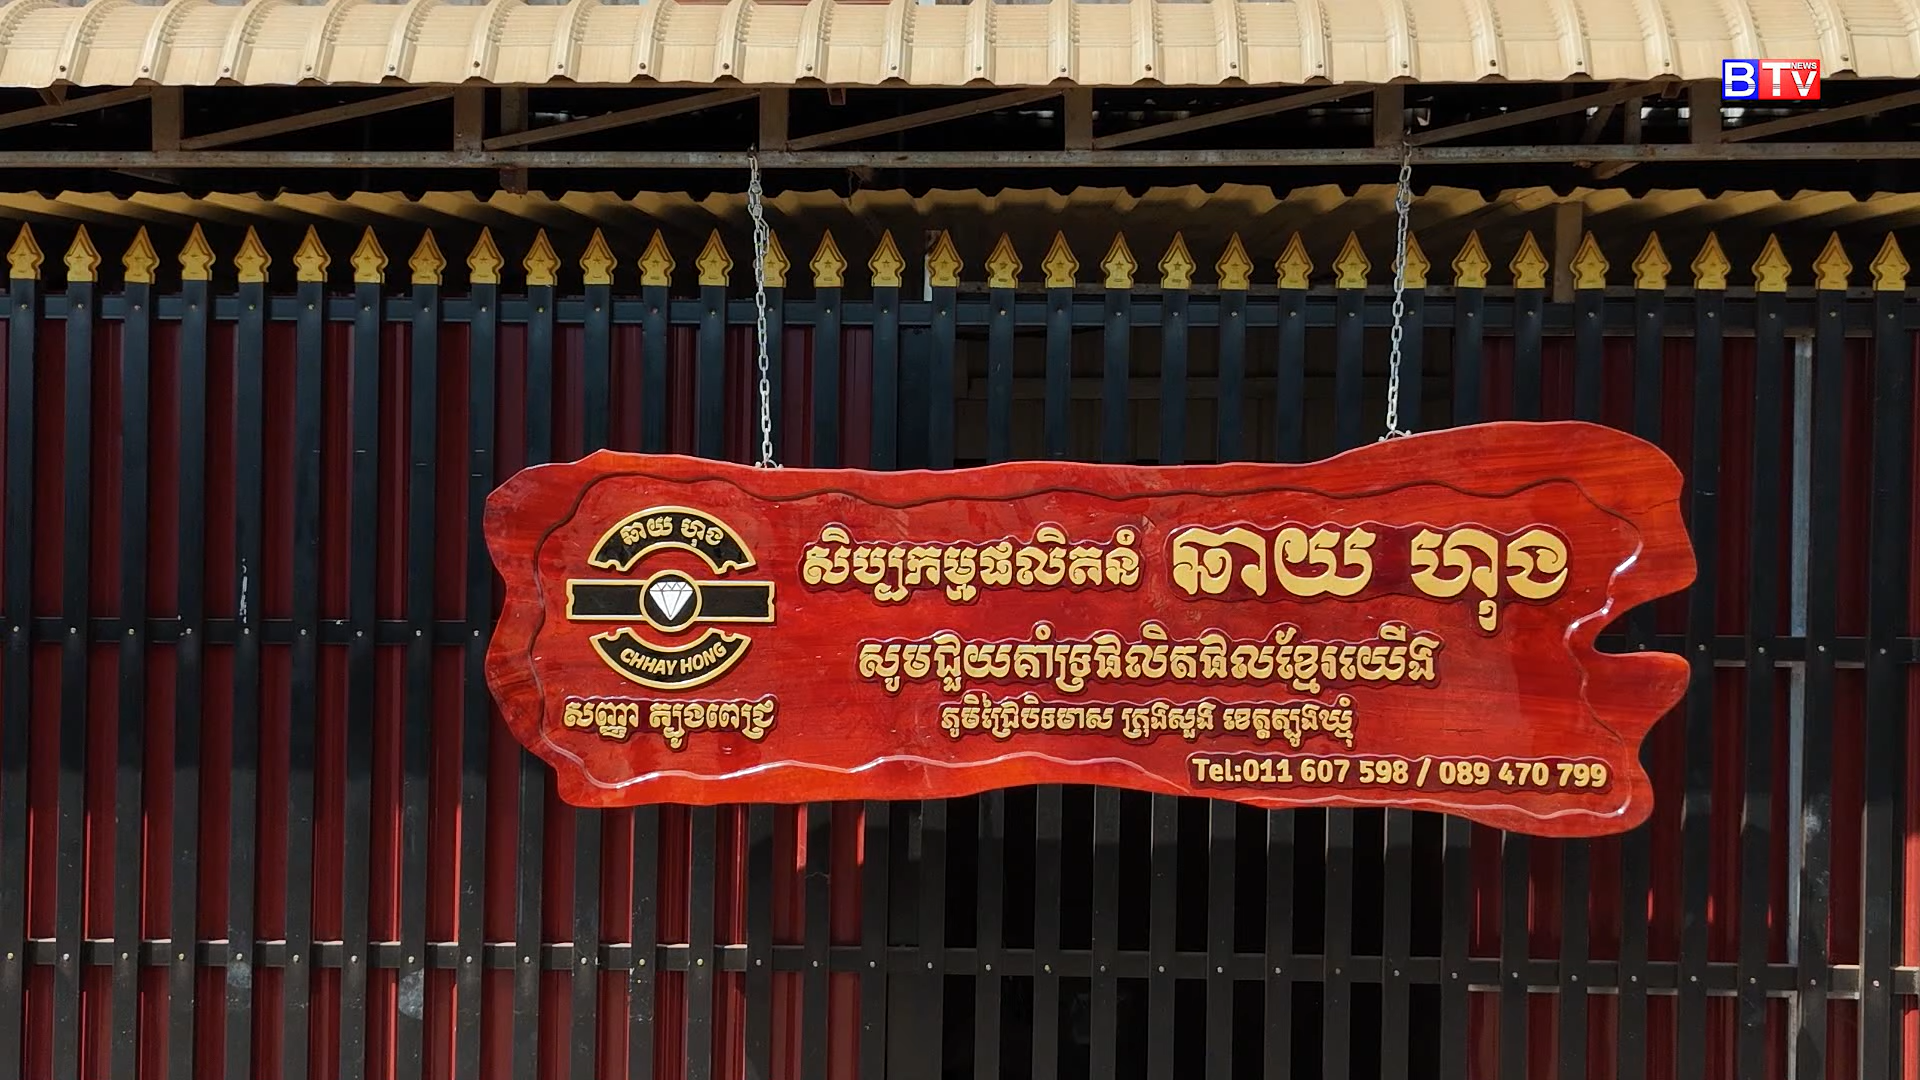 BTV NEWS
ឆាយ ហុង
CHHAY HONG
សញ្ញា ត្បូងពេជ្រ
សិប្បកម្មផលិតនំ ឆាយ ហុង
សូមជួយគាំទ្រផលិតផលខ្មែរយើង
ភូមិជ្រៃបិទមាស ក្រុងសួង ខេត្តត្បូងឃ្មុំ
Tel:011 607 598 / 089 470 799